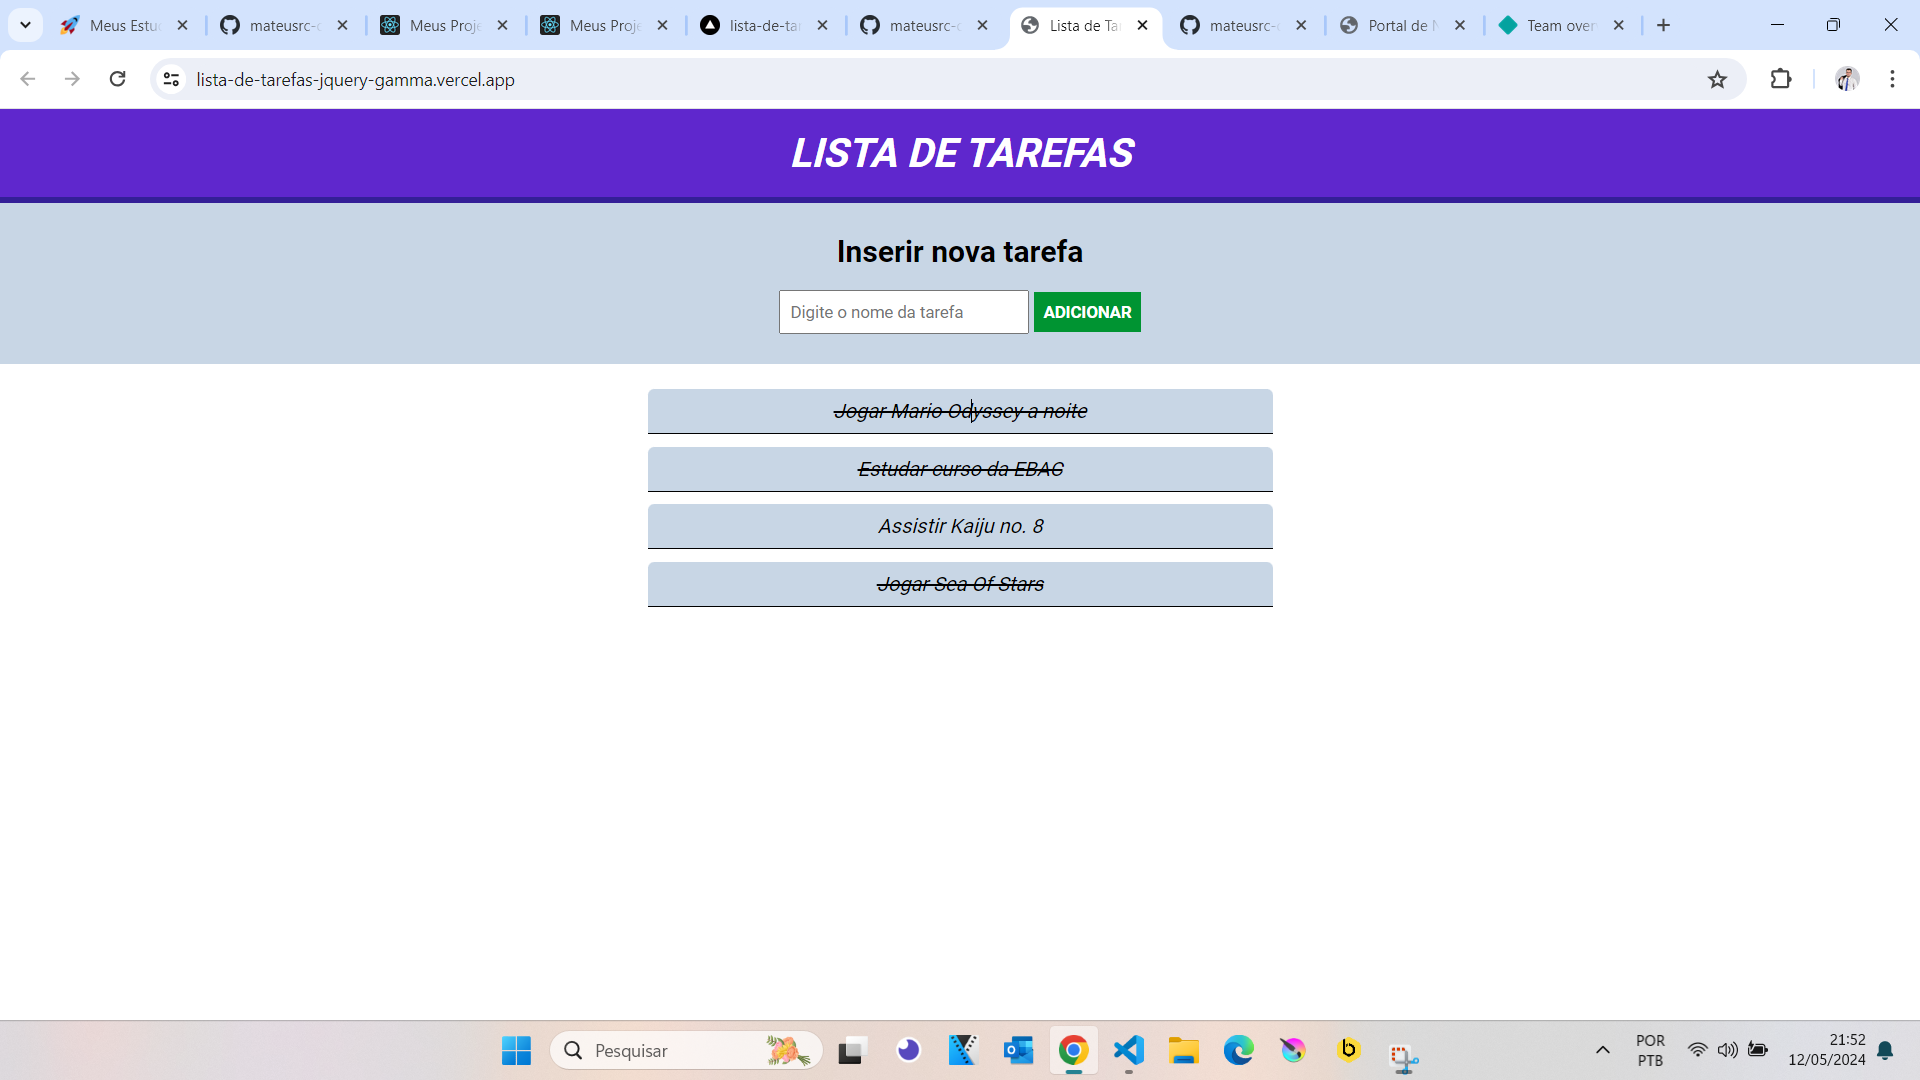 Meus Estu
mateusrc-c
Meus Proje
Meus Proje
lista-de-ta
mateusrc-c
Lista de Ta
mateusrc-
Portal de N
Team over
lista-de-tarefas-jquery-gamma.vercel.app
LISTA DE TAREFAS
Inserir nova tarefa
Digite o nome da tarefa
ADICIONAR
Jogar Mario Odyssey a noite
Estudar curso da EBAC
Assistir Kaiju no. 8
Jogar Sea Of Stars
Pesquisar
POR
PTB
21:52
12/05/2024